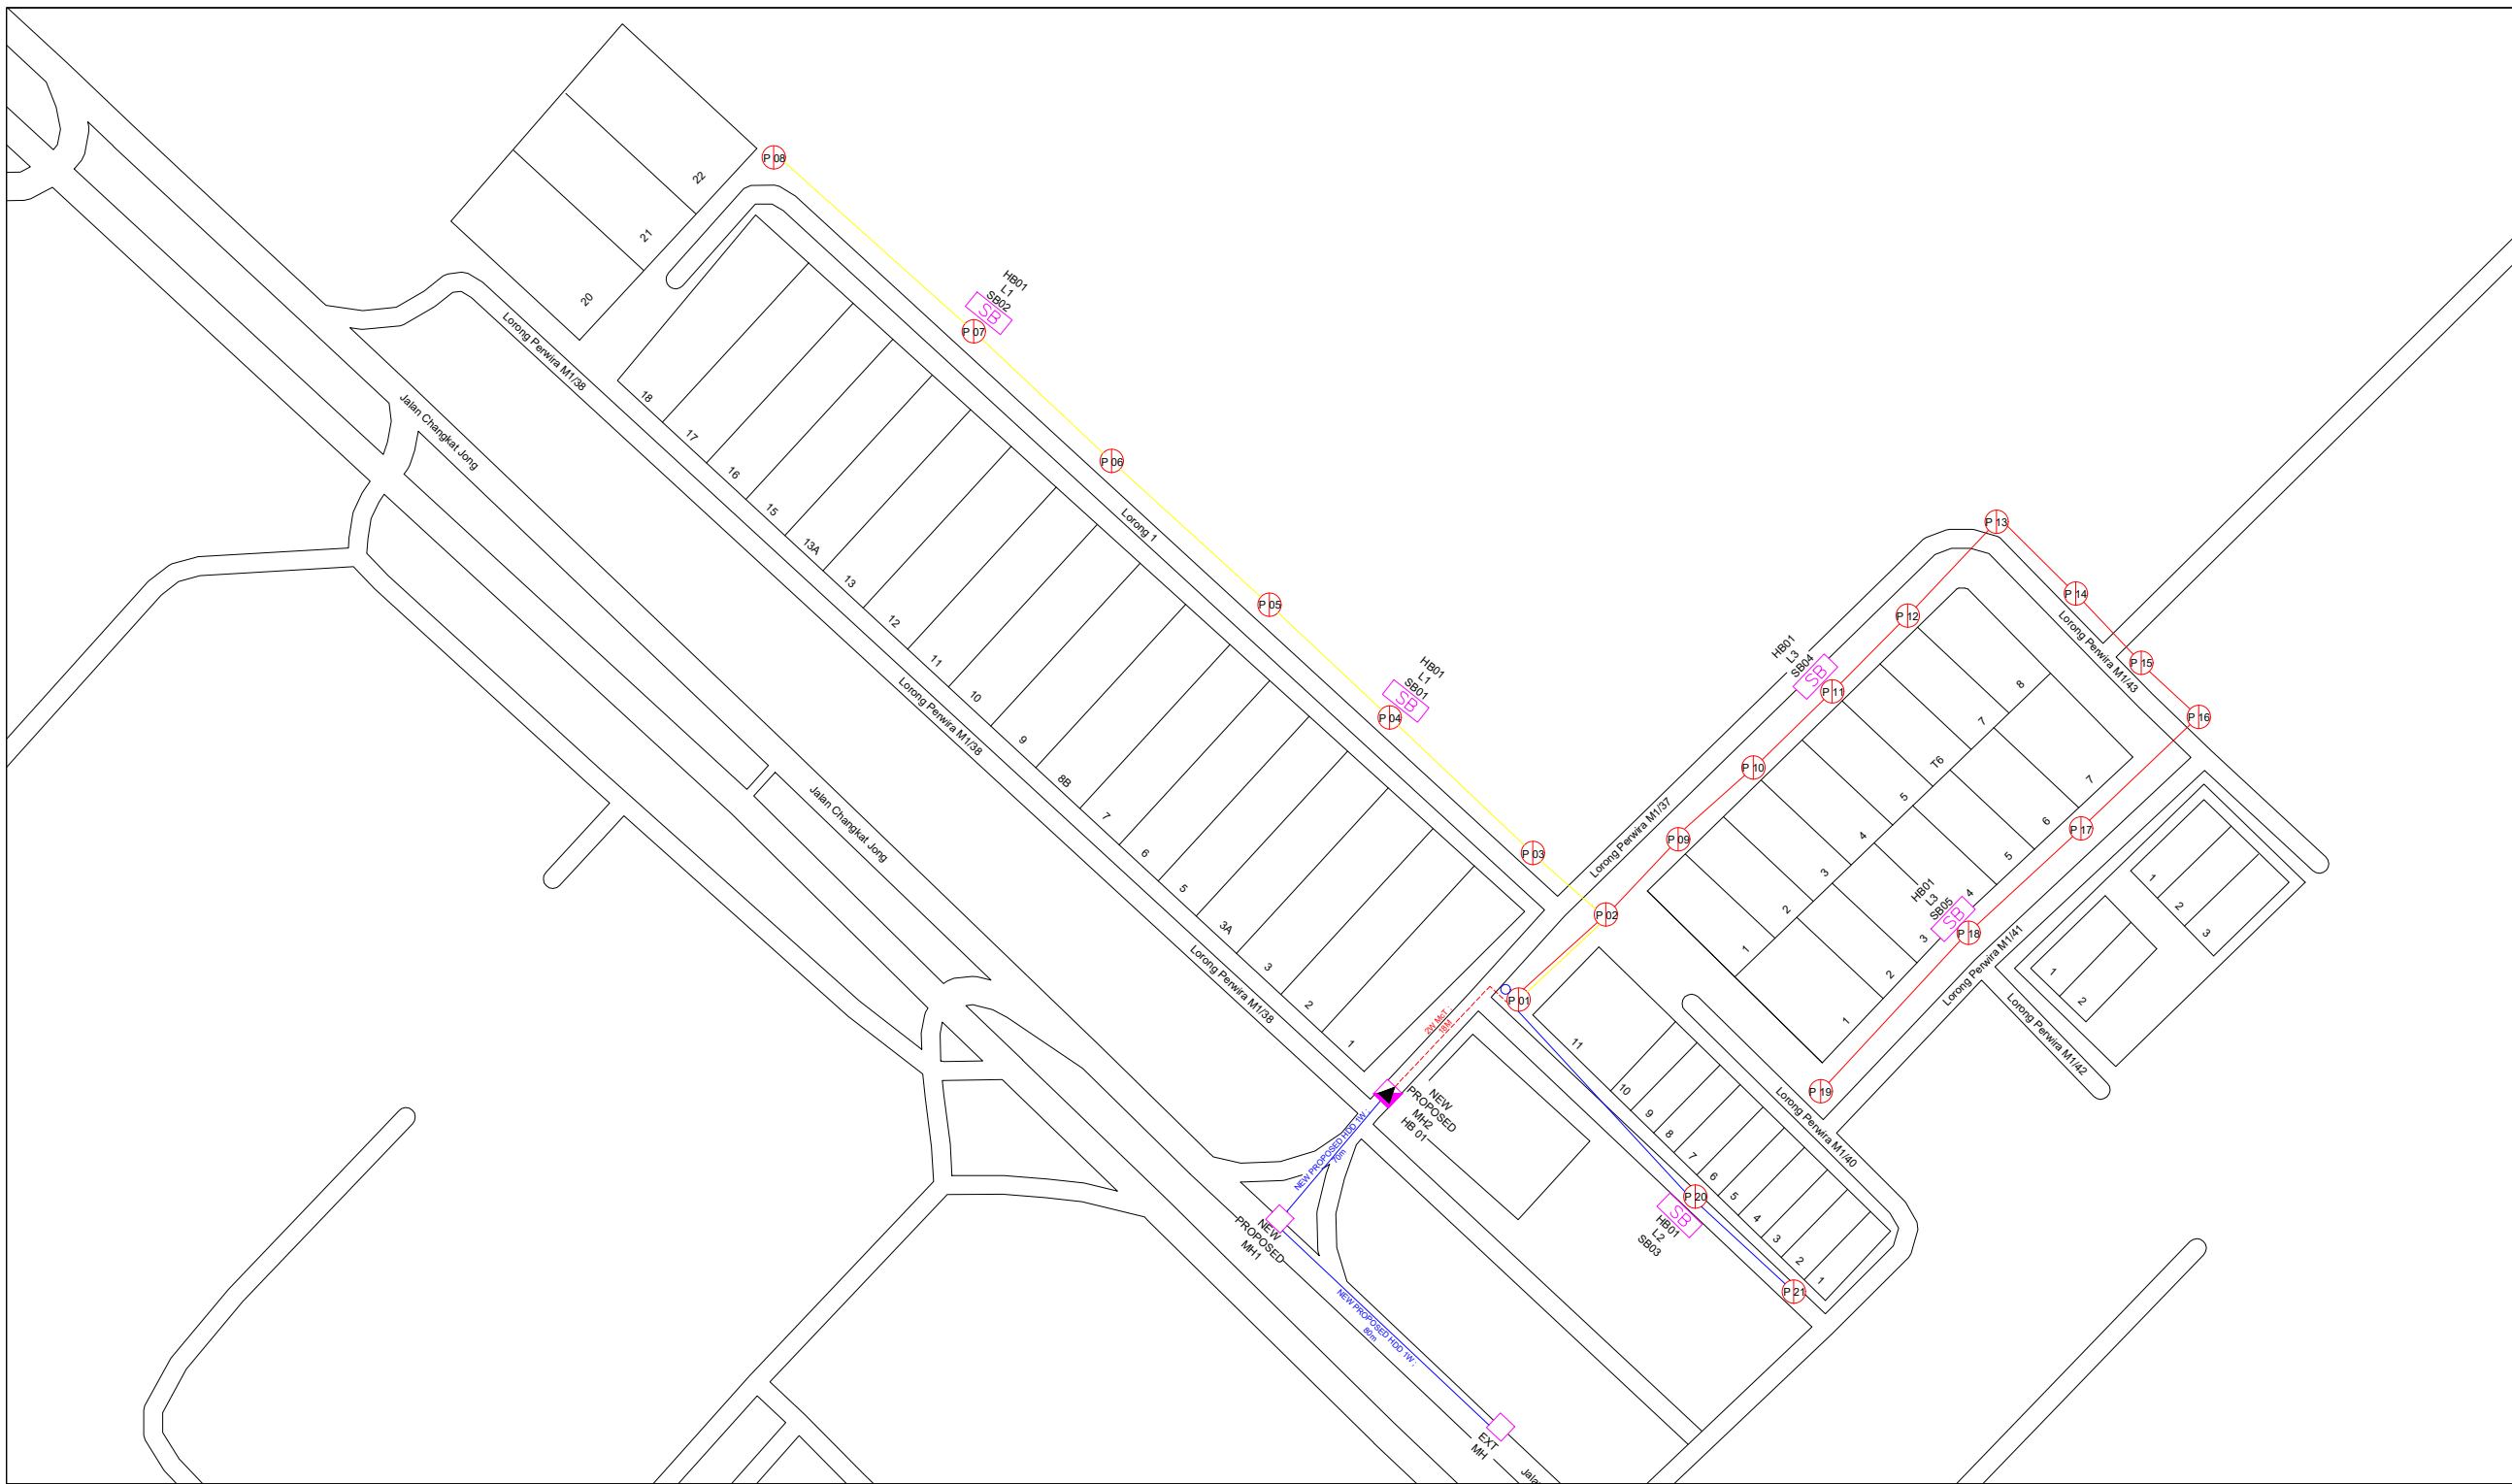 P 08
22
21
20
HB01
L1
SB02
SB
P 07
Lorong Perwira M1/38
Jalan Changkat Jong
18
17
16
15
13A
13
12
11
10
9
8B
7
6
5
3A
3
2
1
P 06
Lorong 1
P 05
HB01
L1
SB01
SB
P 04
P 03
P 02
P 01
Lorong Perwira M1/38
Jalan Changkat Jong
Lorong Perwira M1/38
Lorong Perwira M1/37
P 09
P 10
HB01
L3
SB04
SB
P 11
P 12
P 13
P 14
P 15
P 16
Lorong Perwira M1/43
8
7
T6
5
4
3
2
1
7
6
5
4
3
2
1
P 17
HB01
L3
SB05
SB
P 18
Lorong Perwira M1/41
P 19
1
2
3
1
2
Lorong Perwira M1/42
Lorong Perwira M1/40
11
10
9
8
7
6
5
4
3
2
1
P 20
SB
HB01
L2
SB03
P 21
2W McT :
18M
NEW
PROPOSED
MH2
HB 01
NEW PROPOSED HDD 1W :
70m
NEW
PROPOSED
MH1
NEW PROPOSED HDD 1W :
80m
EXT
MH